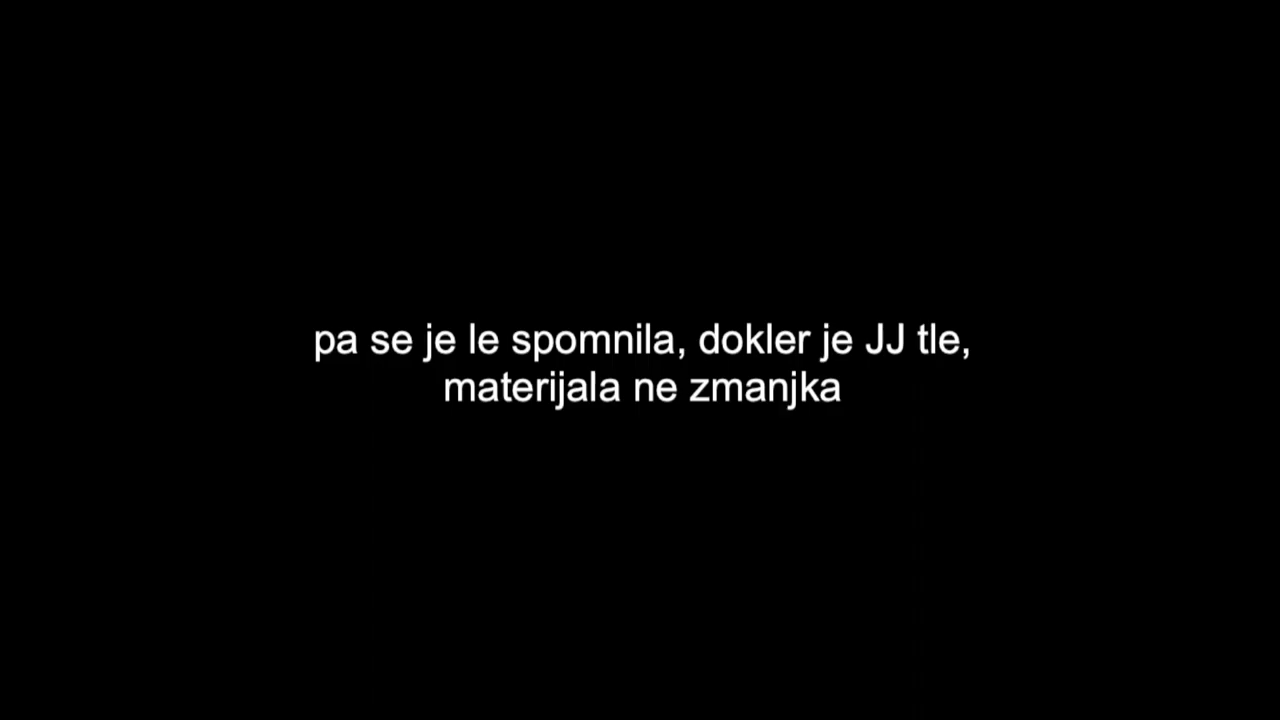 pa se je le spomnila, dokler je JJ tle,
materijala ne zmanjka